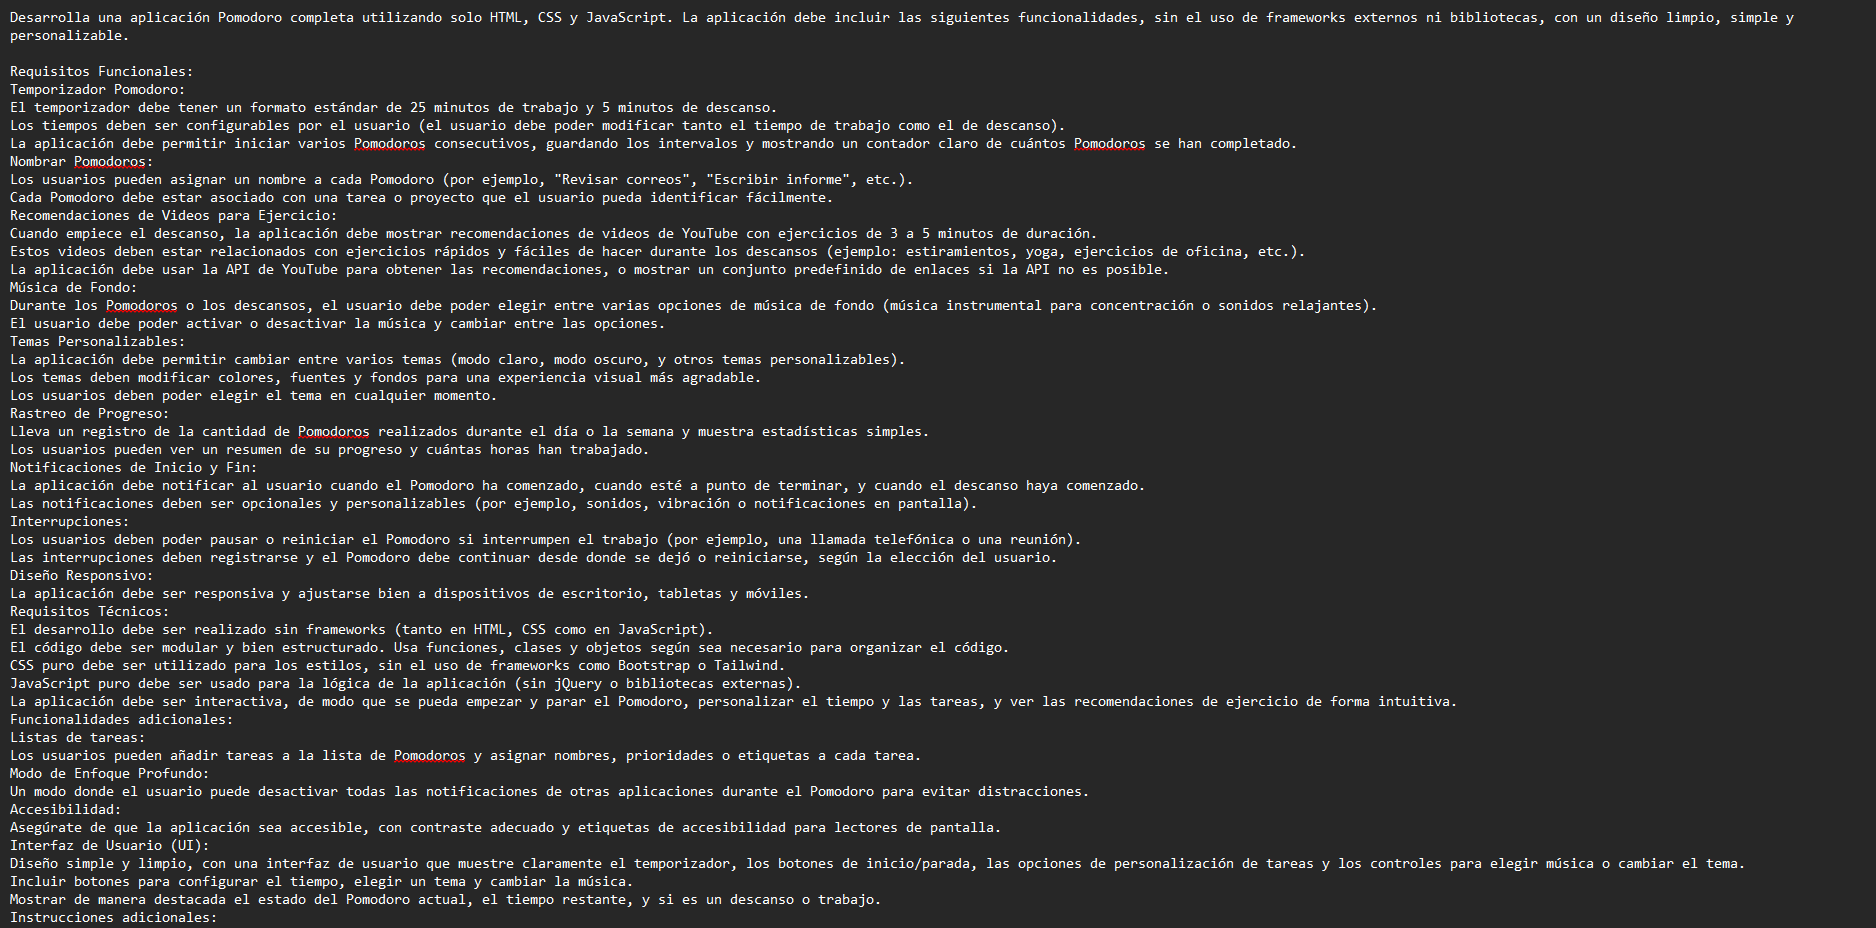 Desarrolla una aplicación Pomodoro completa utilizando solo HTML, CSS y JavaScript. La aplicación debe incluir las siguientes funcionalidades, sin el uso de frameworks externos ni bibliotecas, con un diseño limpio, simple y
personalizable.
Requisitos Funcionales:
Temporizador Pomodoro:
El temporizador debe tener un formato estándar de 25 minutos de trabajo y 5 minutos de descanso.
Los tiempos deben ser configurables por el usuario (el usuario debe poder modificar tanto el tiempo de trabajo como el de descanso).
La aplicación debe permitir iniciar varios Pomodoros consecutivos, guardando los intervalos y mostrando un contador claro de cuántos Pomodoros se han completado.
Nombrar Pomodoros:
Los usuarios pueden asignar un nombre a cada Pomodoro (por ejemplo, "Revisar correos", "Escribir informe", etc.).
Cada Pomodoro debe estar asociado con una tarea o proyecto que el usuario pueda identificar fácilmente.
Recomendaciones de Videos para Ejercicio:
Cuando empiece el descanso, la aplicación debe mostrar recomendaciones de videos de YouTube con ejercicios de 3 a 5 minutos de duración.
Estos videos deben estar relacionados con ejercicios rápidos y fáciles de hacer durante los descansos (ejemplo: estiramientos, yoga, ejercicios de oficina, etc.).
La aplicación debe usar la API de YouTube para obtener las recomendaciones, o mostrar un conjunto predefinido de enlaces si la API no es posible.
Música de Fondo:
Durante los Pomodoros o los descansos, el usuario debe poder elegir entre varias opciones de música de fondo (música instrumental para concentración o sonidos relajantes).
El usuario debe poder activar o desactivar la música y cambiar entre las opciones.
Temas Personalizables:
La aplicación debe permitir cambiar entre varios temas (modo claro, modo oscuro, y otros temas personalizables).
Los temas deben modificar colores, fuentes y fondos para una experiencia visual más agradable.
Los usuarios deben poder elegir el tema en cualquier momento.
Rastreo de Progreso:
Lleva un registro de la cantidad de Pomodoros realizados durante el día o la semana y muestra estadísticas simples.
Los usuarios pueden ver un resumen de su progreso y cuántas horas han trabajado.
Notificaciones de Inicio y Fin:
La aplicación debe notificar al usuario cuando el Pomodoro ha comenzado, cuando esté a punto de terminar, y cuando el descanso haya comenzado.
Las notificaciones deben ser opcionales y personalizables (por ejemplo, sonidos, vibración o notificaciones en pantalla).
Interrupciones:
Los usuarios deben poder pausar o reiniciar el Pomodoro si interrumpen el trabajo (por ejemplo, una llamada telefónica o una reunión).
Las interrupciones deben registrarse y el Pomodoro debe continuar desde donde se dejó o reiniciarse, según la elección del usuario.
Diseño Responsivo:
La aplicación debe ser responsiva y ajustarse bien a dispositivos de escritorio, tabletas y móviles.
Requisitos Técnicos:
El desarrollo debe ser realizado sin frameworks (tanto en HTML, CSS como en JavaScript).
El código debe ser modular y bien estructurado. Usa funciones, clases y objetos según sea necesario para organizar el código.
CSS puro debe ser utilizado para los estilos, sin el uso de frameworks como Bootstrap o Tailwind.
JavaScript puro debe ser usado para la lógica de la aplicación (sin jQuery o bibliotecas externas).
La aplicación debe ser interactiva, de modo que se pueda empezar y parar el Pomodoro, personalizar el tiempo y las tareas, y ver las recomendaciones de ejercicio de forma intuitiva.
Funcionalidades adicionales:
Listas de tareas:
Los usuarios pueden añadir tareas a la lista de Pomodoros y asignar nombres, prioridades o etiquetas a cada tarea.
Modo de Enfoque Profundo:
Un modo donde el usuario puede desactivar todas las notificaciones de otras aplicaciones durante el Pomodoro para evitar distracciones.
Accesibilidad:
Asegúrate de que la aplicación sea accesible, con contraste adecuado y etiquetas de accesibilidad para lectores de pantalla.
Interfaz de Usuario (UI):
Diseño simple y limpio, con una interfaz de usuario que muestre claramente el temporizador, los botones de inicio/parada, las opciones de personalización de tareas y los controles para elegir música o cambiar el tema.
Incluir botones para configurar el tiempo, elegir un tema y cambiar la música.
Mostrar de manera destacada el estado del Pomodoro actual, el tiempo restante, y si es un descanso o trabajo.
Instrucciones adicionales: